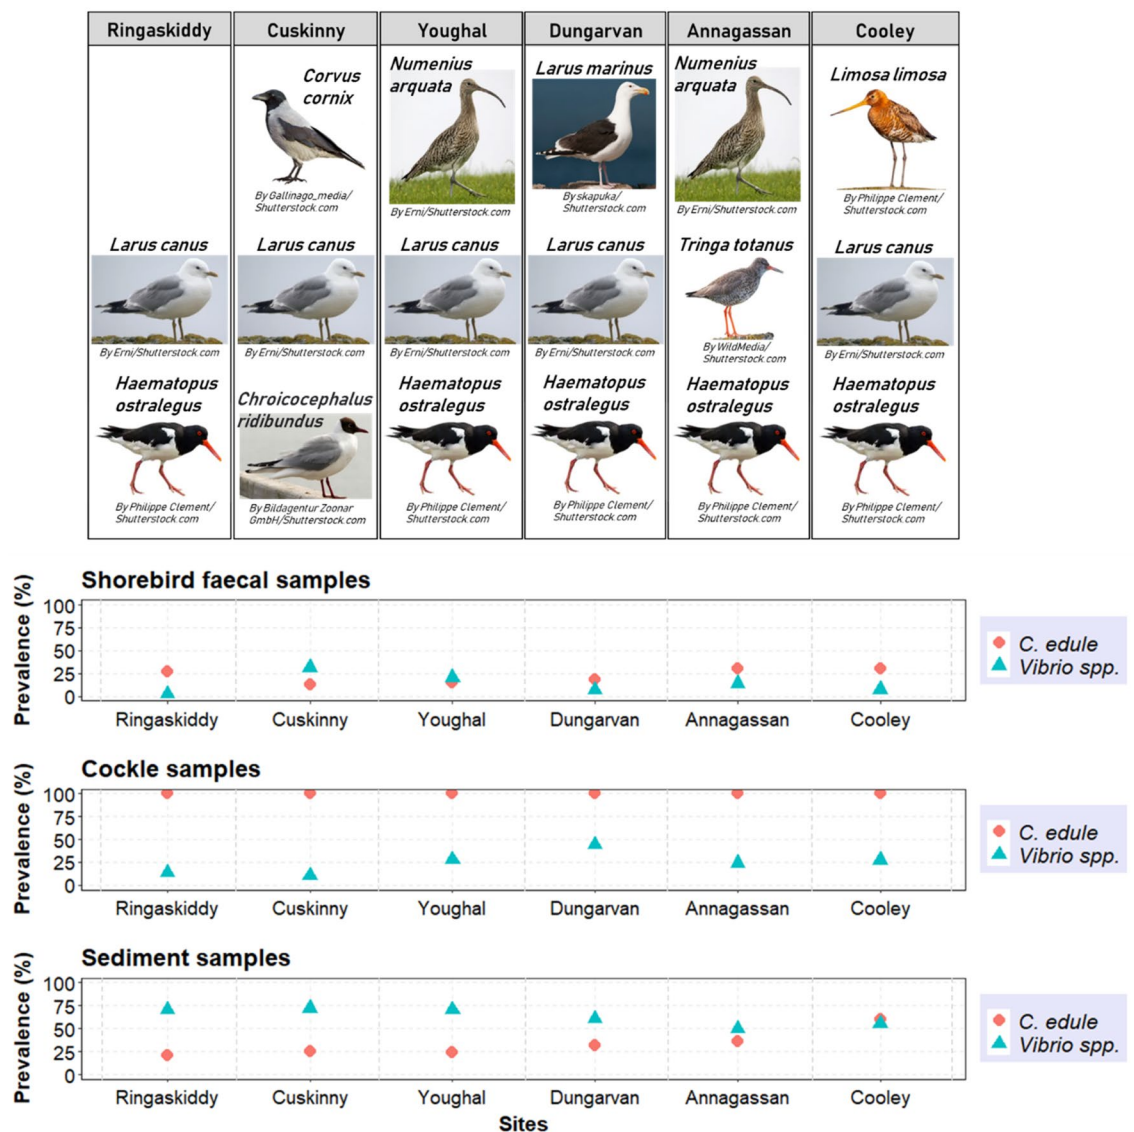 Ringaskiddy Cuskinny Youghal Dungarvan Annagassan Cooley
Corvus
cornix
By Gallinago_media/
Shutterstock.com
Numenius
arquata
By Erni/Shutterstock.com
Larus marinus
By skapuka/
Shutterstock.com
Numenius
arquata
By Erni/Shutterstock.com
Limosa limosa
By Philippe Clement/
Shutterstock.com
Larus canus
By Erni/Shutterstock.com
Larus canus
By Erni/Shutterstock.com
Larus canus
By Erni/Shutterstock.com
Larus canus
By Erni/Shutterstock.com
Tringa totanus
By WildMedia/
Shutterstock.com
Larus canus
By Erni/Shutterstock.com
Haematopus
ostralegus
By Philippe Clement/
Shutterstock.com
Chroicocephalus
ridibundus
By Bildagentur Zoonar
GmbH/Shutterstock.com
Haematopus
ostralegus
By Philippe Clement/
Shutterstock.com
Haematopus
ostralegus
By Philippe Clement/
Shutterstock.com
Haematopus
ostralegus
By Philippe Clement/
Shutterstock.com
Haematopus
ostralegus
By Philippe Clement/
Shutterstock.com
Shorebird faecal samples
Prevalence (%)
100
75
50
25
0
Ringaskiddy Cuskinny Youghal Dungarvan Annagassan Cooley
C. edule
Vibrio spp.
Cockle samples
Prevalence (%)
100
75
50
25
0
Ringaskiddy Cuskinny Youghal Dungarvan Annagassan Cooley
C. edule
Vibrio spp.
Sediment samples
Prevalence (%)
100
75
50
25
0
Ringaskiddy Cuskinny Youghal Dungarvan Annagassan Cooley
Sites
C. edule
Vibrio spp.